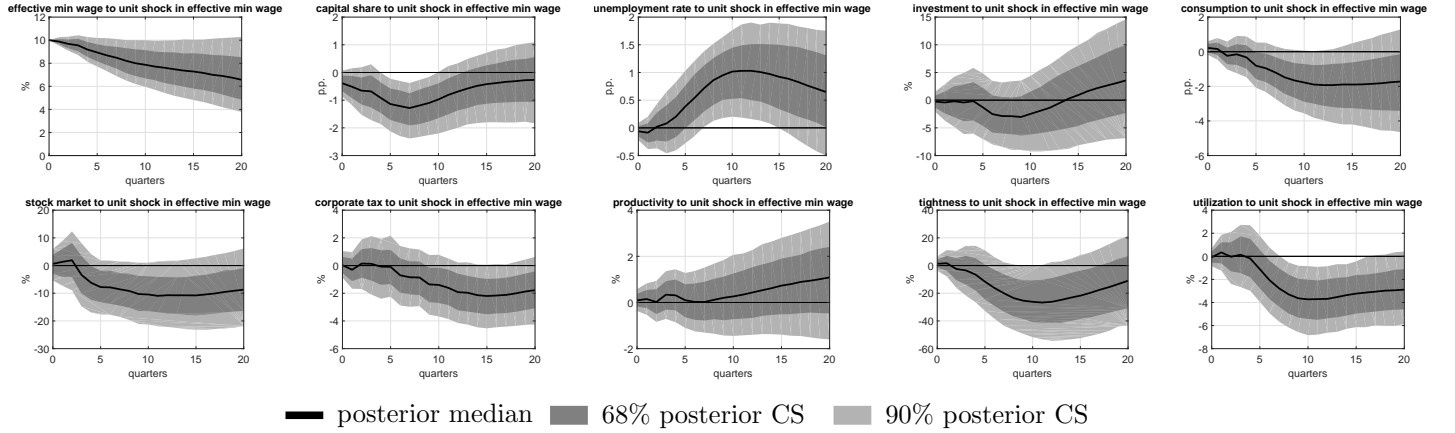 effective min wage to unit shock in effective min wage
12
10
8
6
4
2
0
%
0 5 10 15 20
quarters
capital share to unit shock in effective min wage
2
1
0
-1
-2
-3
p.p.
0 5 10 15 20
quarters
unemployment rate to unit shock in effective min wage
2
1.5
1
0.5
0
-0.5
p.p.
0 5 10 15 20
quarters
investment to unit shock in effective min wage
15
10
5
0
-5
-10
%
0 5 10 15 20
quarters
consumption to unit shock in effective min wage
2
0
-2
-4
-6
p.p.
0 5 10 15 20
quarters
stock market to unit shock in effective min wage
20
10
0
-10
-20
-30
%
0 5 10 15 20
quarters
corporate tax to unit shock in effective min wage
4
2
0
-2
-4
-6
%
0 5 10 15 20
quarters
productivity to unit shock in effective min wage
4
2
0
-2
%
0 5 10 15 20
quarters
tightness to unit shock in effective min wage
40
20
0
-20
-40
-60
%
0 5 10 15 20
quarters
utilization to unit shock in effective min wage
4
2
0
-2
-4
-6
-8
%
0 5 10 15 20
quarters
posterior median 68% posterior CS 90% posterior CS